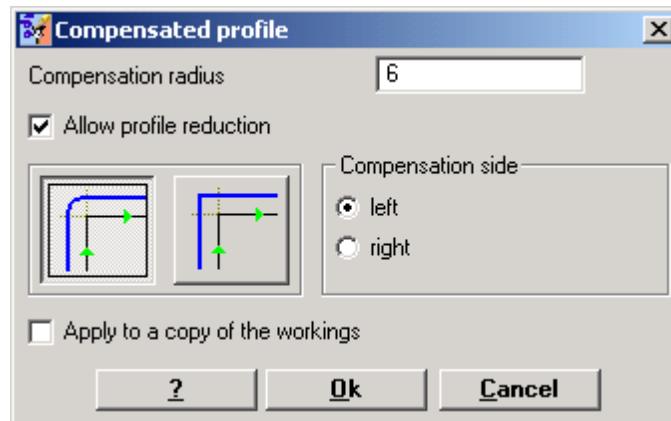 Compensated profile
Compensation radius 6
Allow profile reduction
Compensation side
left
right
Apply to a copy of the workings
? Ok Cancel